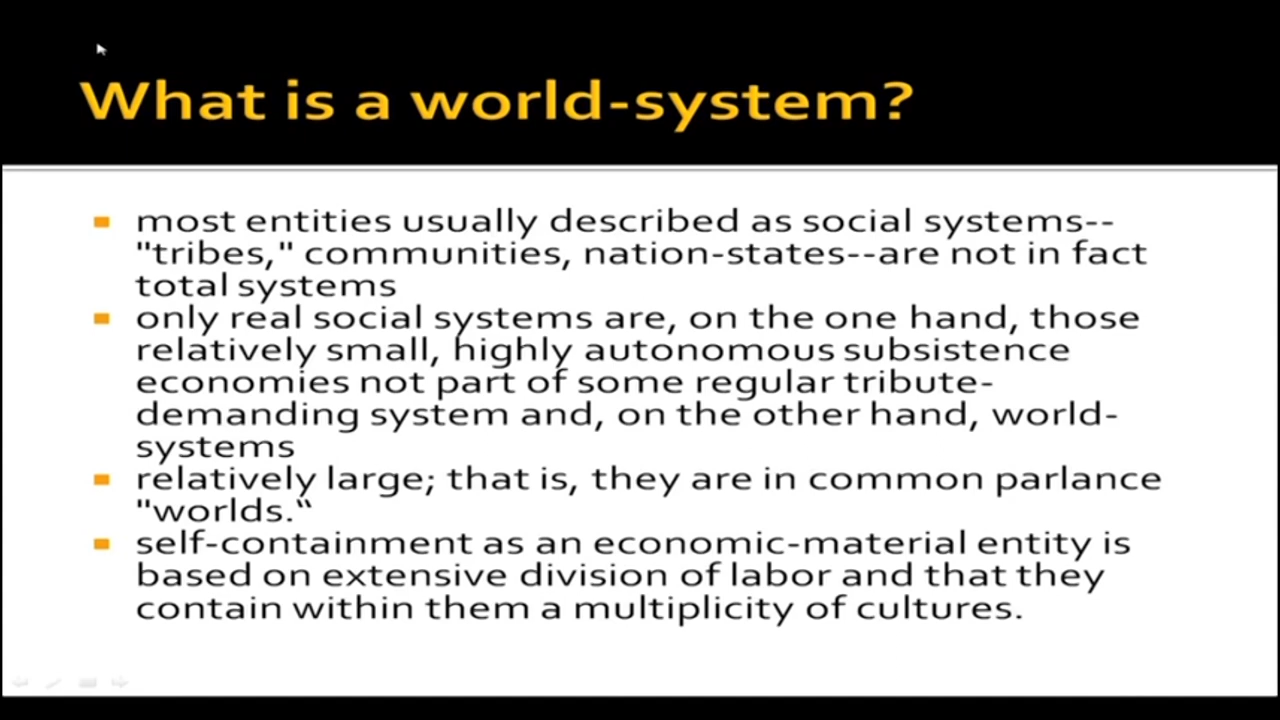 What is a world-system?
most entities usually described as social systems--
"tribes," communities, nation-states--are not in fact
total systems
only real social systems are, on the one hand, those
relatively small, highly autonomous subsistence
economies not part of some regular tribute-
demanding system and, on the other hand, world-
systems
relatively large; that is, they are in common parlance
"worlds.“
self-containment as an economic-material entity is
based on extensive division of labor and that they
contain within them a multiplicity of cultures.